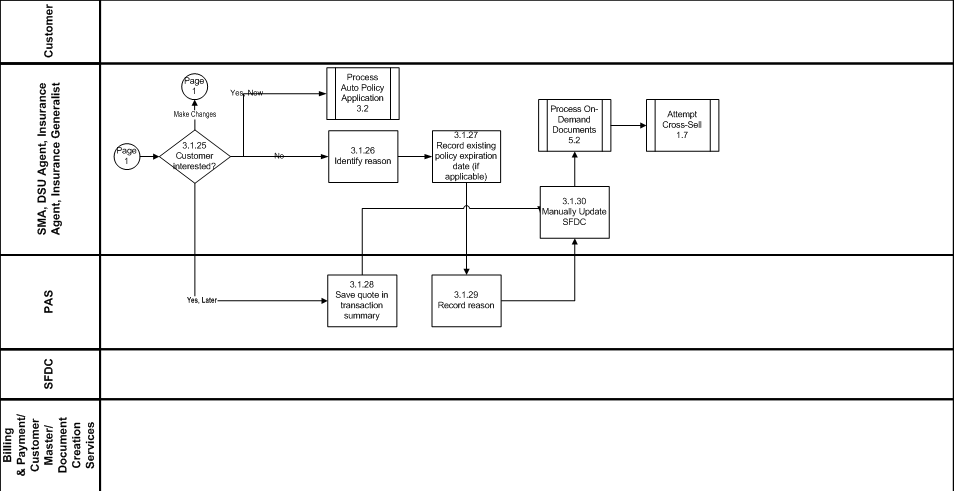 Customer
SMA, DSU Agent, Insurance
Agent, Insurance Generalist
PAS
SFDC
Billing
& Payment/
Customer
Master/
Document
Creation
Services
Page
1
Make Changes
Page
1
3.1.25
Customer
Interested?
Yes, Now
Process
Auto Policy
Application
3.2
No
3.1.26
Identify reason
3.1.27
Record existing
policy expiration
date (if
applicable)
Process On-
Demand
Documents
5.2
Attempt
Cross-Sell
1.7
3.1.30
Manually Update
SFDC
Yes, Later
3.1.28
Save quote in
transaction
summary
3.1.29
Record reason